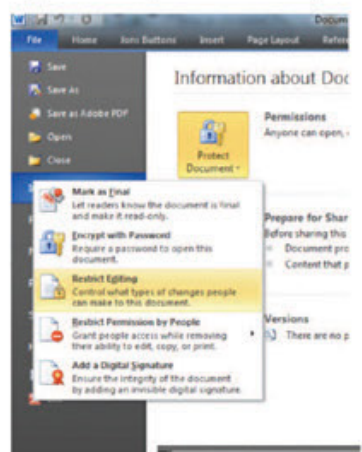 Docum
File Home Jons Buttons Insert Page Layout Refere
Save
Save As
Save as Adobe PDF
Open
Close
Information about Doc
Protect
Document
Permissions
Anyone can open,
Mark as Final
Let readers know the document is final
and make it read-only.
Encrypt with Password
Require a password to open this
document.
Restrict Editing
Control what types of changes people
can make to this document.
Restrict Permission by People
Grant people access while removing
their ability to edit, copy, or print.
Add a Digital Signature
Ensure the integrity of the document
by adding an invisible digital signature.
Prepare for Shar
Before sharing this
Document pro
Content that p
Versions
There are no p